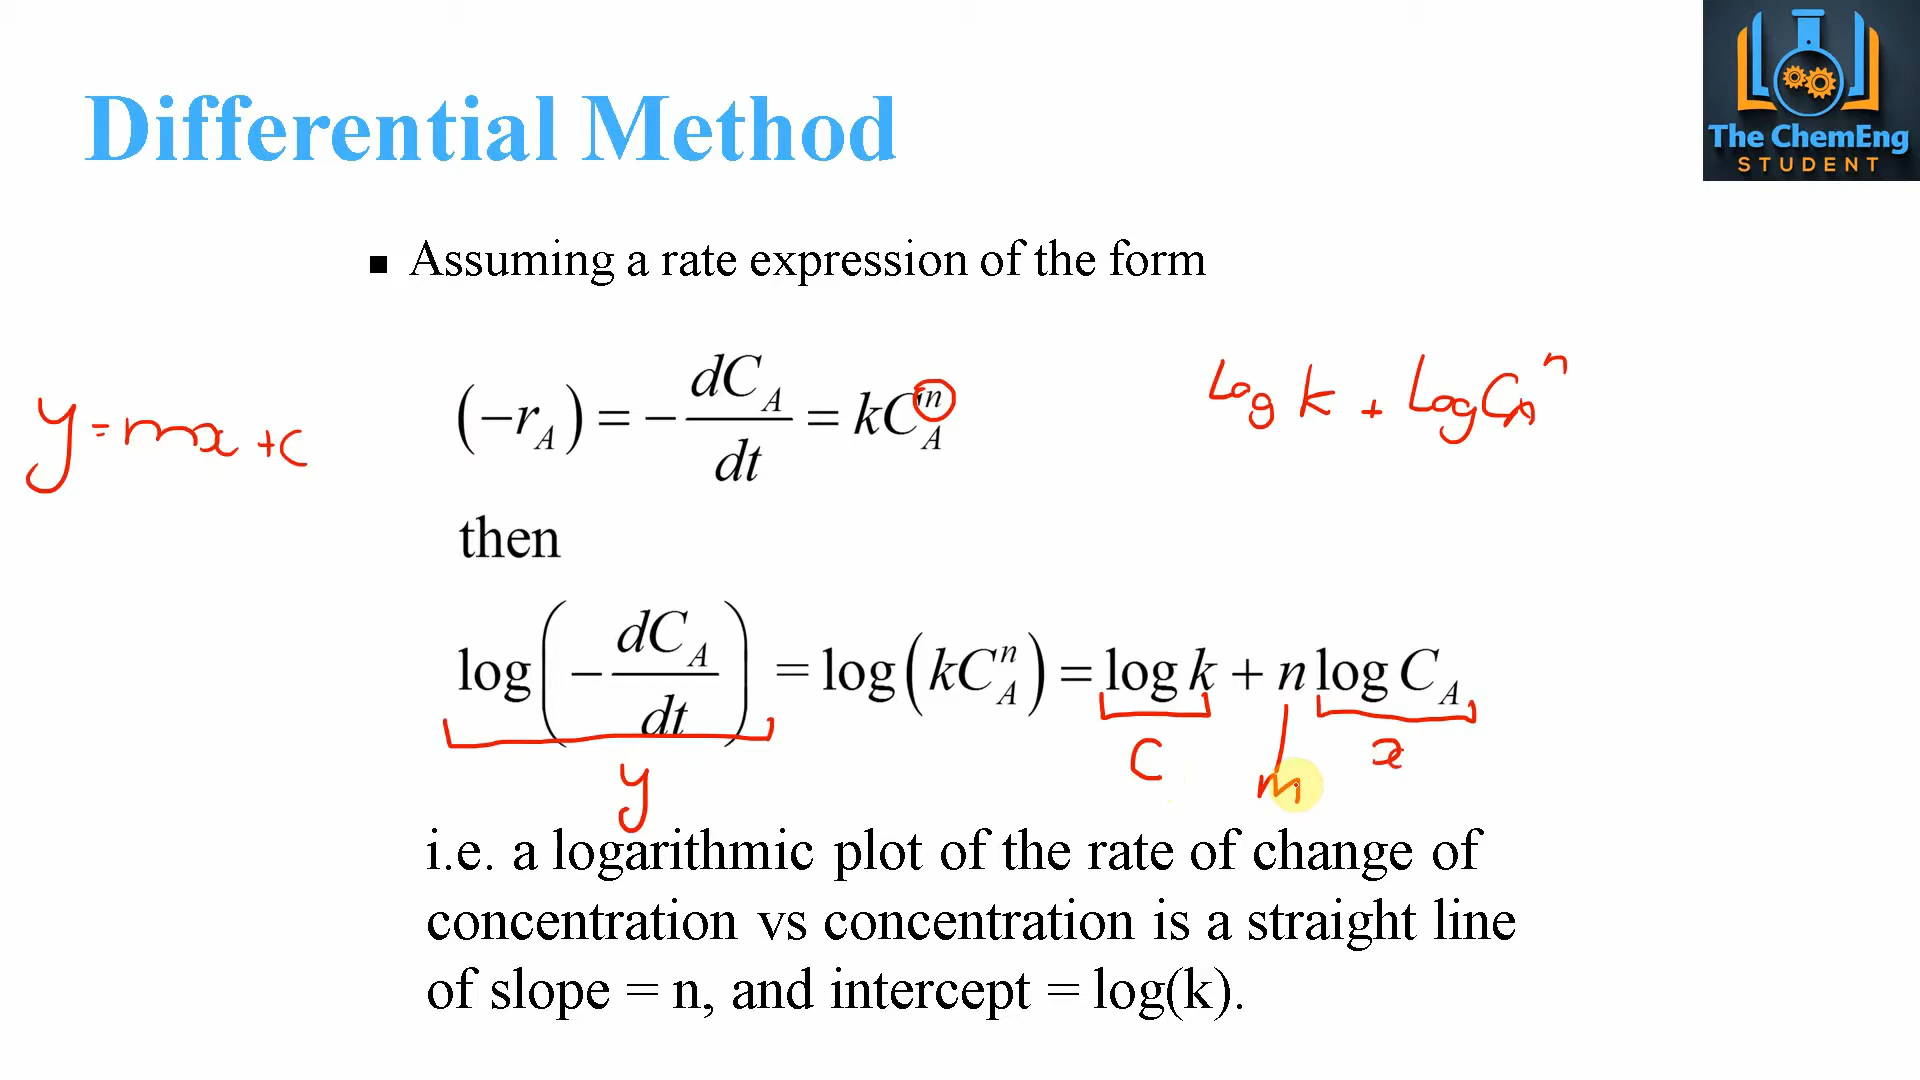 The ChemEng
STUDENT
Differential Method
▪ Assuming a rate expression of the form
y = mx + c
(−r_A) = − dC_A/dt = kC_A^n
log k + log C_A^n
then
log(− dC_A/dt) = log(kC_A^n) = log k + n log C_A
y c m x
i.e. a logarithmic plot of the rate of change of
concentration vs concentration is a straight line
of slope = n, and intercept = log(k).